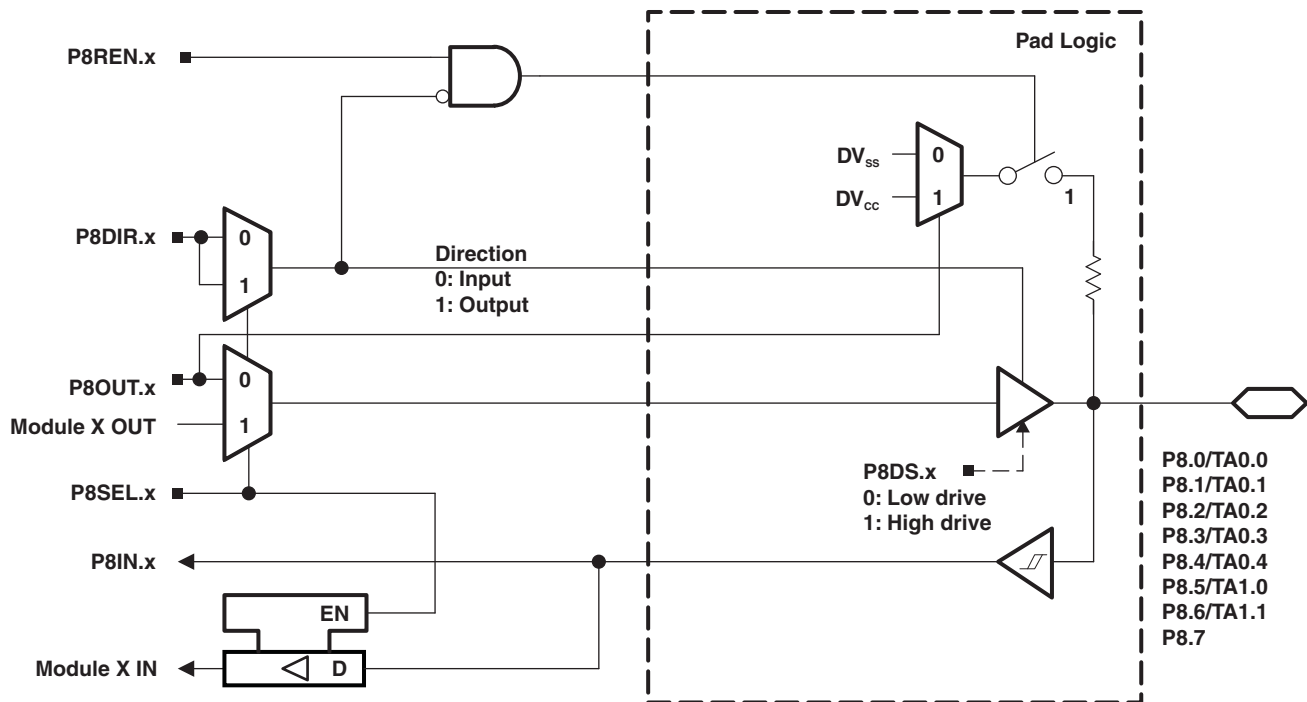 Pad Logic
P8REN.x
DVSS
0
DVCC
1
1
P8DIR.x
0
1
Direction
0: Input
1: Output
P8OUT.x
0
Module X OUT
1
P8DS.x
0: Low drive
1: High drive
P8SEL.x
P8.0/TA0.0
P8.1/TA0.1
P8.2/TA0.2
P8.3/TA0.3
P8.4/TA0.4
P8.5/TA1.0
P8.6/TA1.1
P8.7
P8IN.x
EN
Module X IN
D